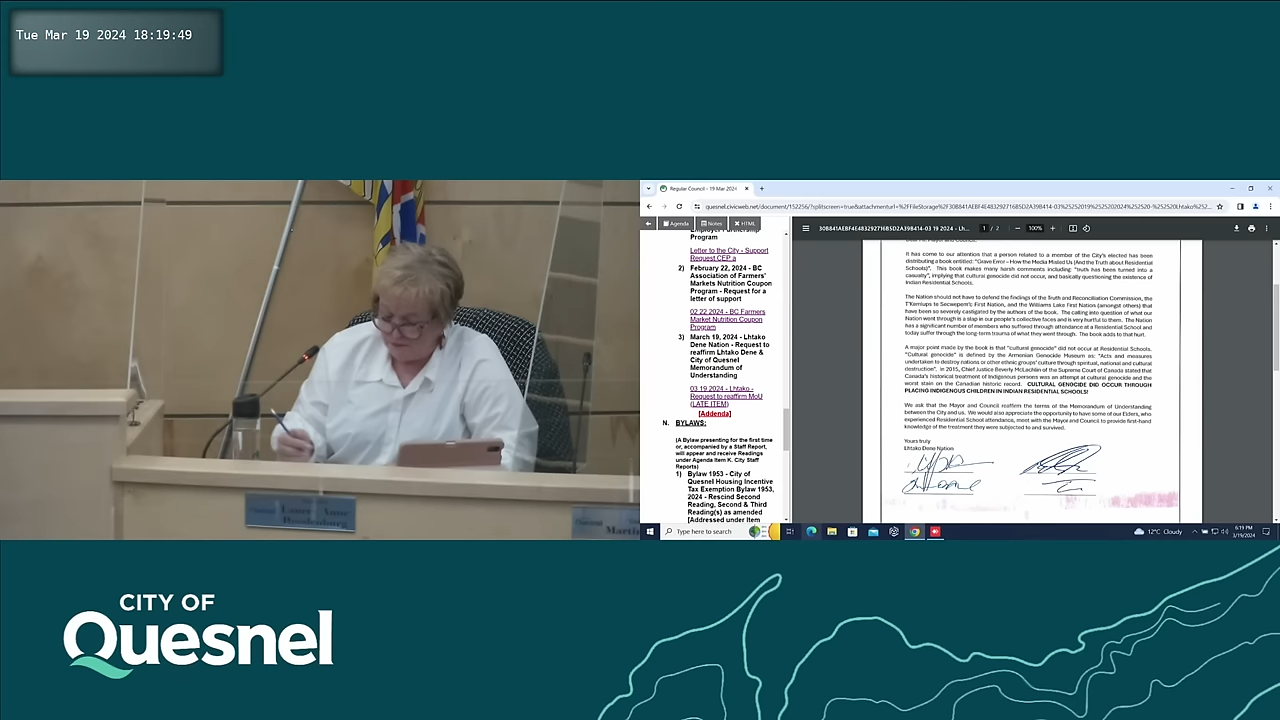 Tue Mar 19 2024 18:19:49
Regular Council - 19 Mar 2024
Agenda
Notes
HTML
Program
Letter to the City - Support
Request CEP a
2) February 22, 2024 - BC
Association of Farmers'
Markets Nutrition Coupon
Program - Request for a
letter of support
02 22 2024 - BC Farmers
Market Nutrition Coupon
Program
3) March 19, 2024 - Lhtako
Dene Nation - Request to
reaffirm Lhtako Dene &
City of Quesnel
Memorandum of
Understanding
03 19 2024 - Lhtako -
Request to reaffirm MoU
(LATE ITEM)
[Addenda]
N. BYLAWS:
(A Bylaw presenting for the first time
or, accompanied by a Staff Report,
will appear and receive Readings
under Agenda Item K. City Staff
Reports)
1) Bylaw 1953 - City of
Quesnel Housing Incentive
Tax Exemption Bylaw 1953,
2024 - Rescind Second
Reading, Second & Third
Reading(s) as amended
[Addressed under Item
1 / 2
100%
It has come to our attention that a person related to a member of the City's elected has been
distributing a book entitled: "Grave Error – How the Media Misled Us (And the Truth about Residential
Schools)". This book makes many harsh comments including: "truth has been turned into a
casualty", implying that cultural genocide did not occur, and basically questioning the existence of
Indian Residential Schools.
The Nation should not have to defend the findings of the Truth and Reconciliation Commission, the
T'Kemlups te Secwepem'c First Nation, and the Williams Lake First Nations (amongst others) that
have been so severely castigated by the authors of the book. The calling into question of what our
Nation went through is a slap in our people's collective faces and is very hurtful to them. The Nation
has a significant number of members who suffered through attendance at a Residential School and
today suffer through the long-term trauma of what they went through. The book adds to that hurt.
A major point made by the book is that "cultural genocide" did not occur at Residential Schools.
"Cultural genocide" is defined by the Armonian Genocide Museum as: "Acts and measures
undertaken to destroy nations or other ethnic groups' culture through spiritual, national and cultural
destruction". In 2015, Chief Justice Beverly McLachlin of the Supreme Court of Canada stated that
Canada's historical treatment of Indigenous persons was an attempt at cultural genocide and the
worst stain on the Canadian historic record. CULTURAL GENOCIDE DID OCCUR THROUGH
PLACING INDIGENOUS CHILDREN IN INDIAN RESIDENTIAL SCHOOLS!
We ask that the Mayor and Council reaffirm the terms of the Memorandum of Understanding
between the City and us. We would also appreciate the opportunity to have some of our Elders, who
experienced Residential School attendance, meet with the Mayor and Council to provide first-hand
knowledge of the treatment they were subjected to and survived.
Yours truly
Lhtako Dene Nation
Type here to search
12°C Cloudy
6:19 PM
3/19/2024
CITY OF
Quesnel